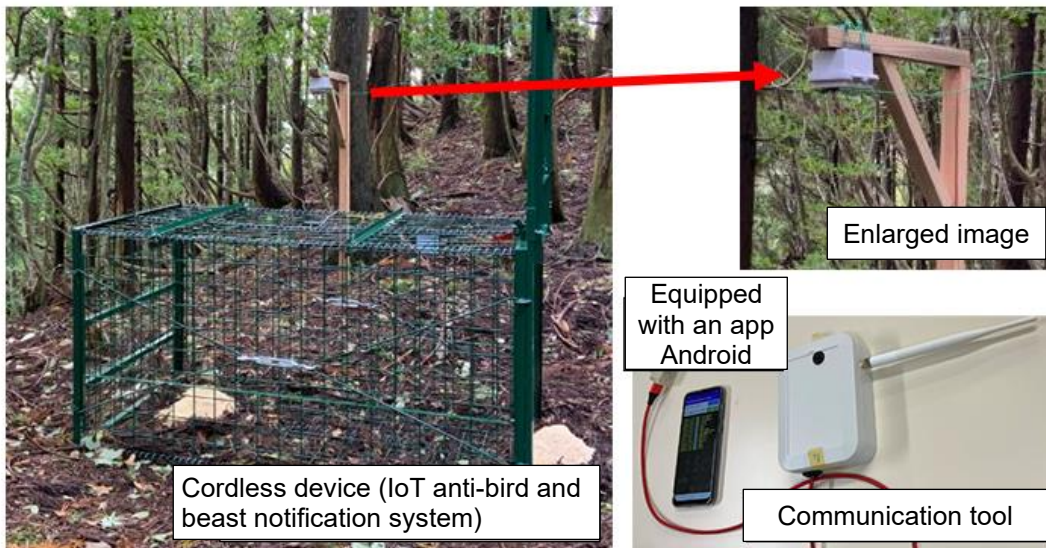 Enlarged image
Equipped
with an app
Android
Cordless device (IoT anti-bird and
beast notification system)
Communication tool